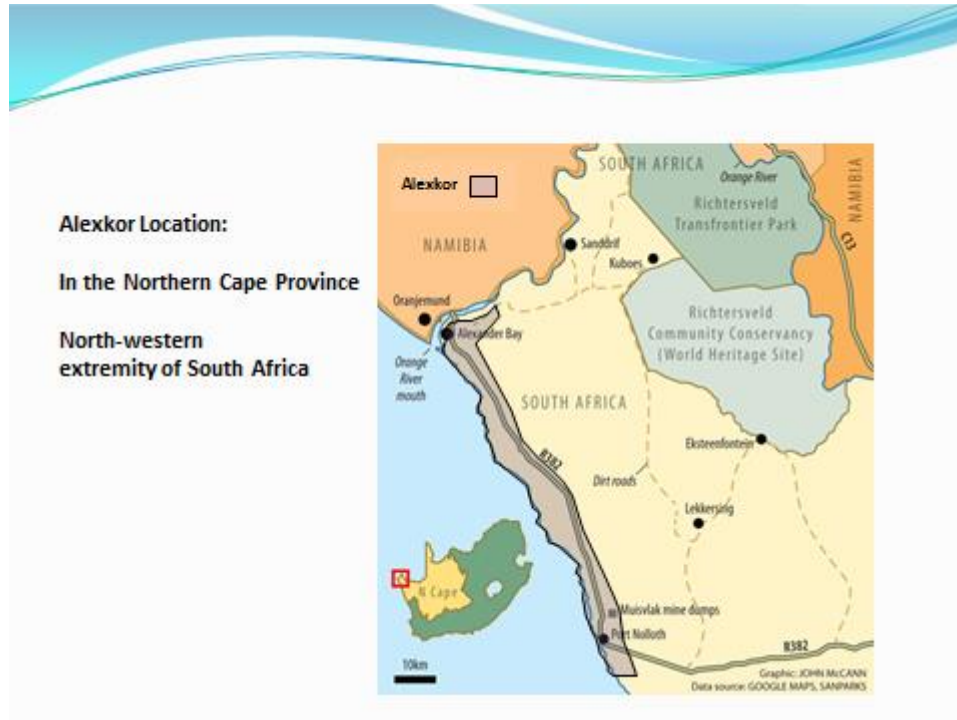 Alexkor Location:
In the Northern Cape Province
North-western
extremity of South Africa
Alexkor
SOUTH AFRICA
Orange River
NAMIBIA
Richtersveld
Transfrontier Park
C13
NAMIBIA
Sanddrif
Kuboes
Oranjemund
Alexander Bay
Orange
River
mouth
Richtersveld
Community Conservancy
(World Heritage Site)
SOUTH AFRICA
R382
Eksteenfontein
Dirt roads
Lekkersing
N Cape
Muisvlak mine dumps
Port Nolloth
R382
10km
Graphic: JOHN McCANN
Data source: GOOGLE MAPS, SANPARKS